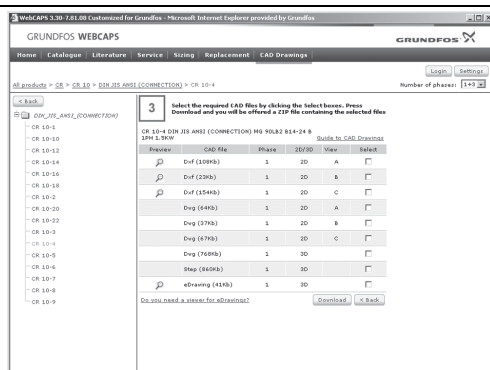 WebCAPS 3.30-7.81.08 Customized for Grundfos - Microsoft Internet Explorer provided by Grundfos
GRUNDFOS WEBCAPS
GRUNDFOS
Home Catalogue Literature Service Sizing Replacement CAD Drawings
Login Settings
All products > CR > CR 10 > DIN JIS ANSI (CONNECTION) > CR 10-4
Number of phases: 1+3
< Back
DIN_JIS_ANSI_(CONNECTION)
CR 10-1
CR 10-10
CR 10-12
CR 10-14
CR 10-16
CR 10-18
CR 10-2
CR 10-20
CR 10-22
CR 10-3
CR 10-4
CR 10-5
CR 10-6
CR 10-7
CR 10-8
CR 10-9
3
Select the required CAD files by clicking the Select boxes. Press
Download and you will be offered a ZIP file containing the selected files
CR 10-4 DIN JIS ANSI (CONNECTION) MG 90LB2 B14-24 B
1PH 1.5KW
Guide to CAD Drawings
Preview CAD file Phase 2D/3D View Select
Dxf (108Kb) 1 2D A
Dxf (23Kb) 1 2D B
Dxf (154Kb) 1 2D C
Dwg (64Kb) 1 2D A
Dwg (37Kb) 1 2D B
Dwg (67Kb) 1 2D C
Dwg (768Kb) 1 3D
Step (860Kb) 1 3D
eDrawing (41Kb) 1 3D
Do you need a viewer for eDrawings?
Download < Back